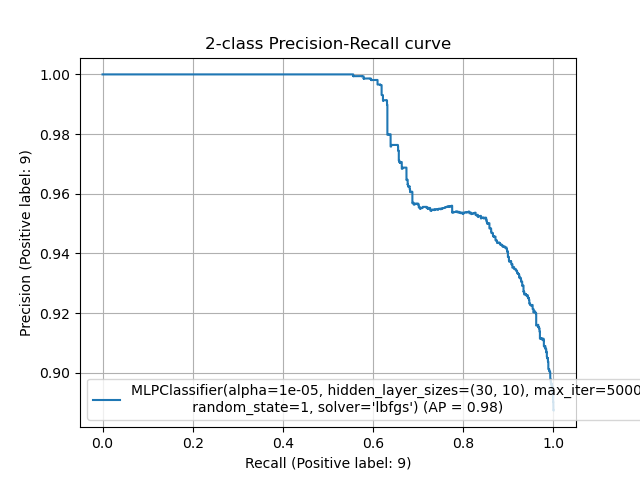 2-class Precision-Recall curve
1.00
0.98
0.96
0.94
0.92
0.90
Precision (Positive label: 9)
MLPClassifier(alpha=1e-05, hidden_layer_sizes=(30, 10), max_iter=5000
random_state=1, solver='lbfgs') (AP = 0.98)
0.0 0.2 0.4 0.6 0.8 1.0
Recall (Positive label: 9)